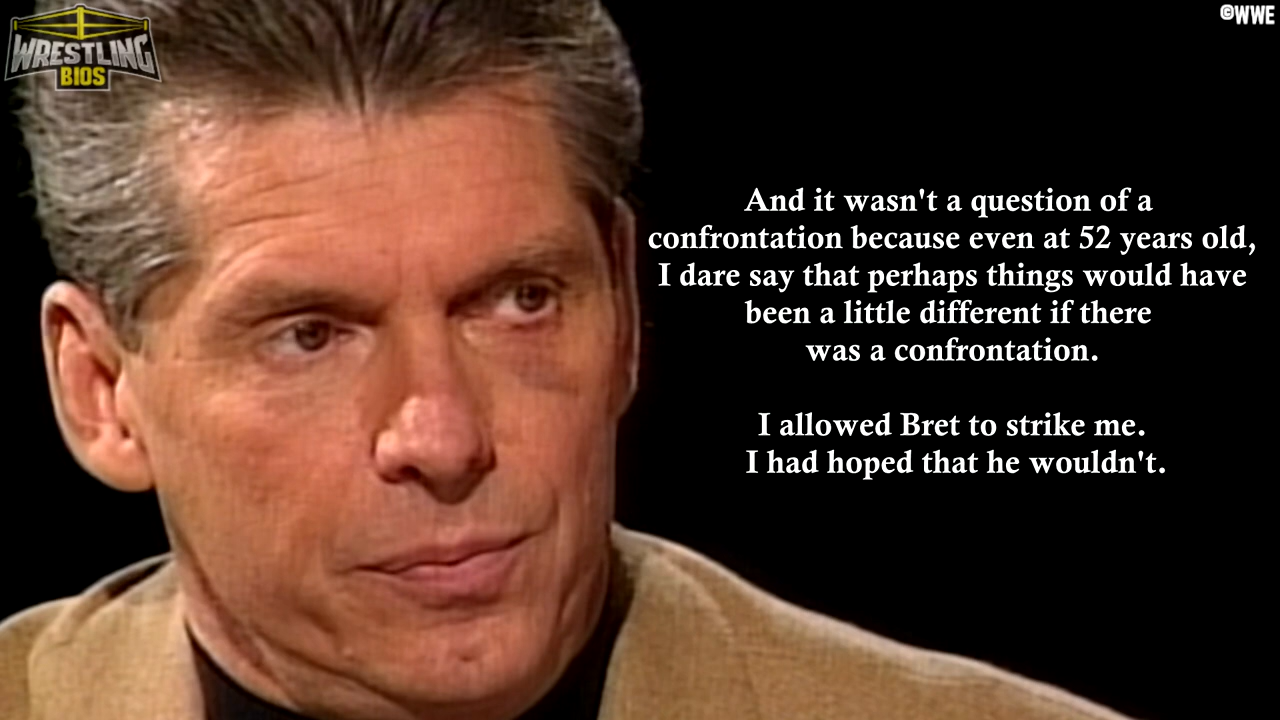 WRESTLING
BIOS
©WWE
And it wasn't a question of a
confrontation because even at 52 years old,
I dare say that perhaps things would have
been a little different if there
was a confrontation.
I allowed Bret to strike me.
I had hoped that he wouldn't.